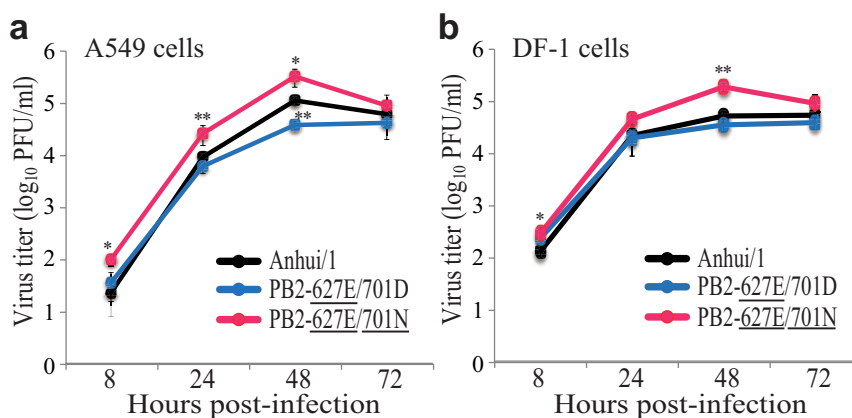 a
A549 cells
Virus titer (log10 PFU/ml)
6
5
4
3
2
1
0
*
**
*
**
Anhui/1
PB2-627E/701D
PB2-627E/701N
8
24
48
72
Hours post-infection
b
DF-1 cells
Virus titer (log10 PFU/ml)
6
5
4
3
2
1
0
*
**
Anhui/1
PB2-627E/701D
PB2-627E/701N
8
24
48
72
Hours post-infection